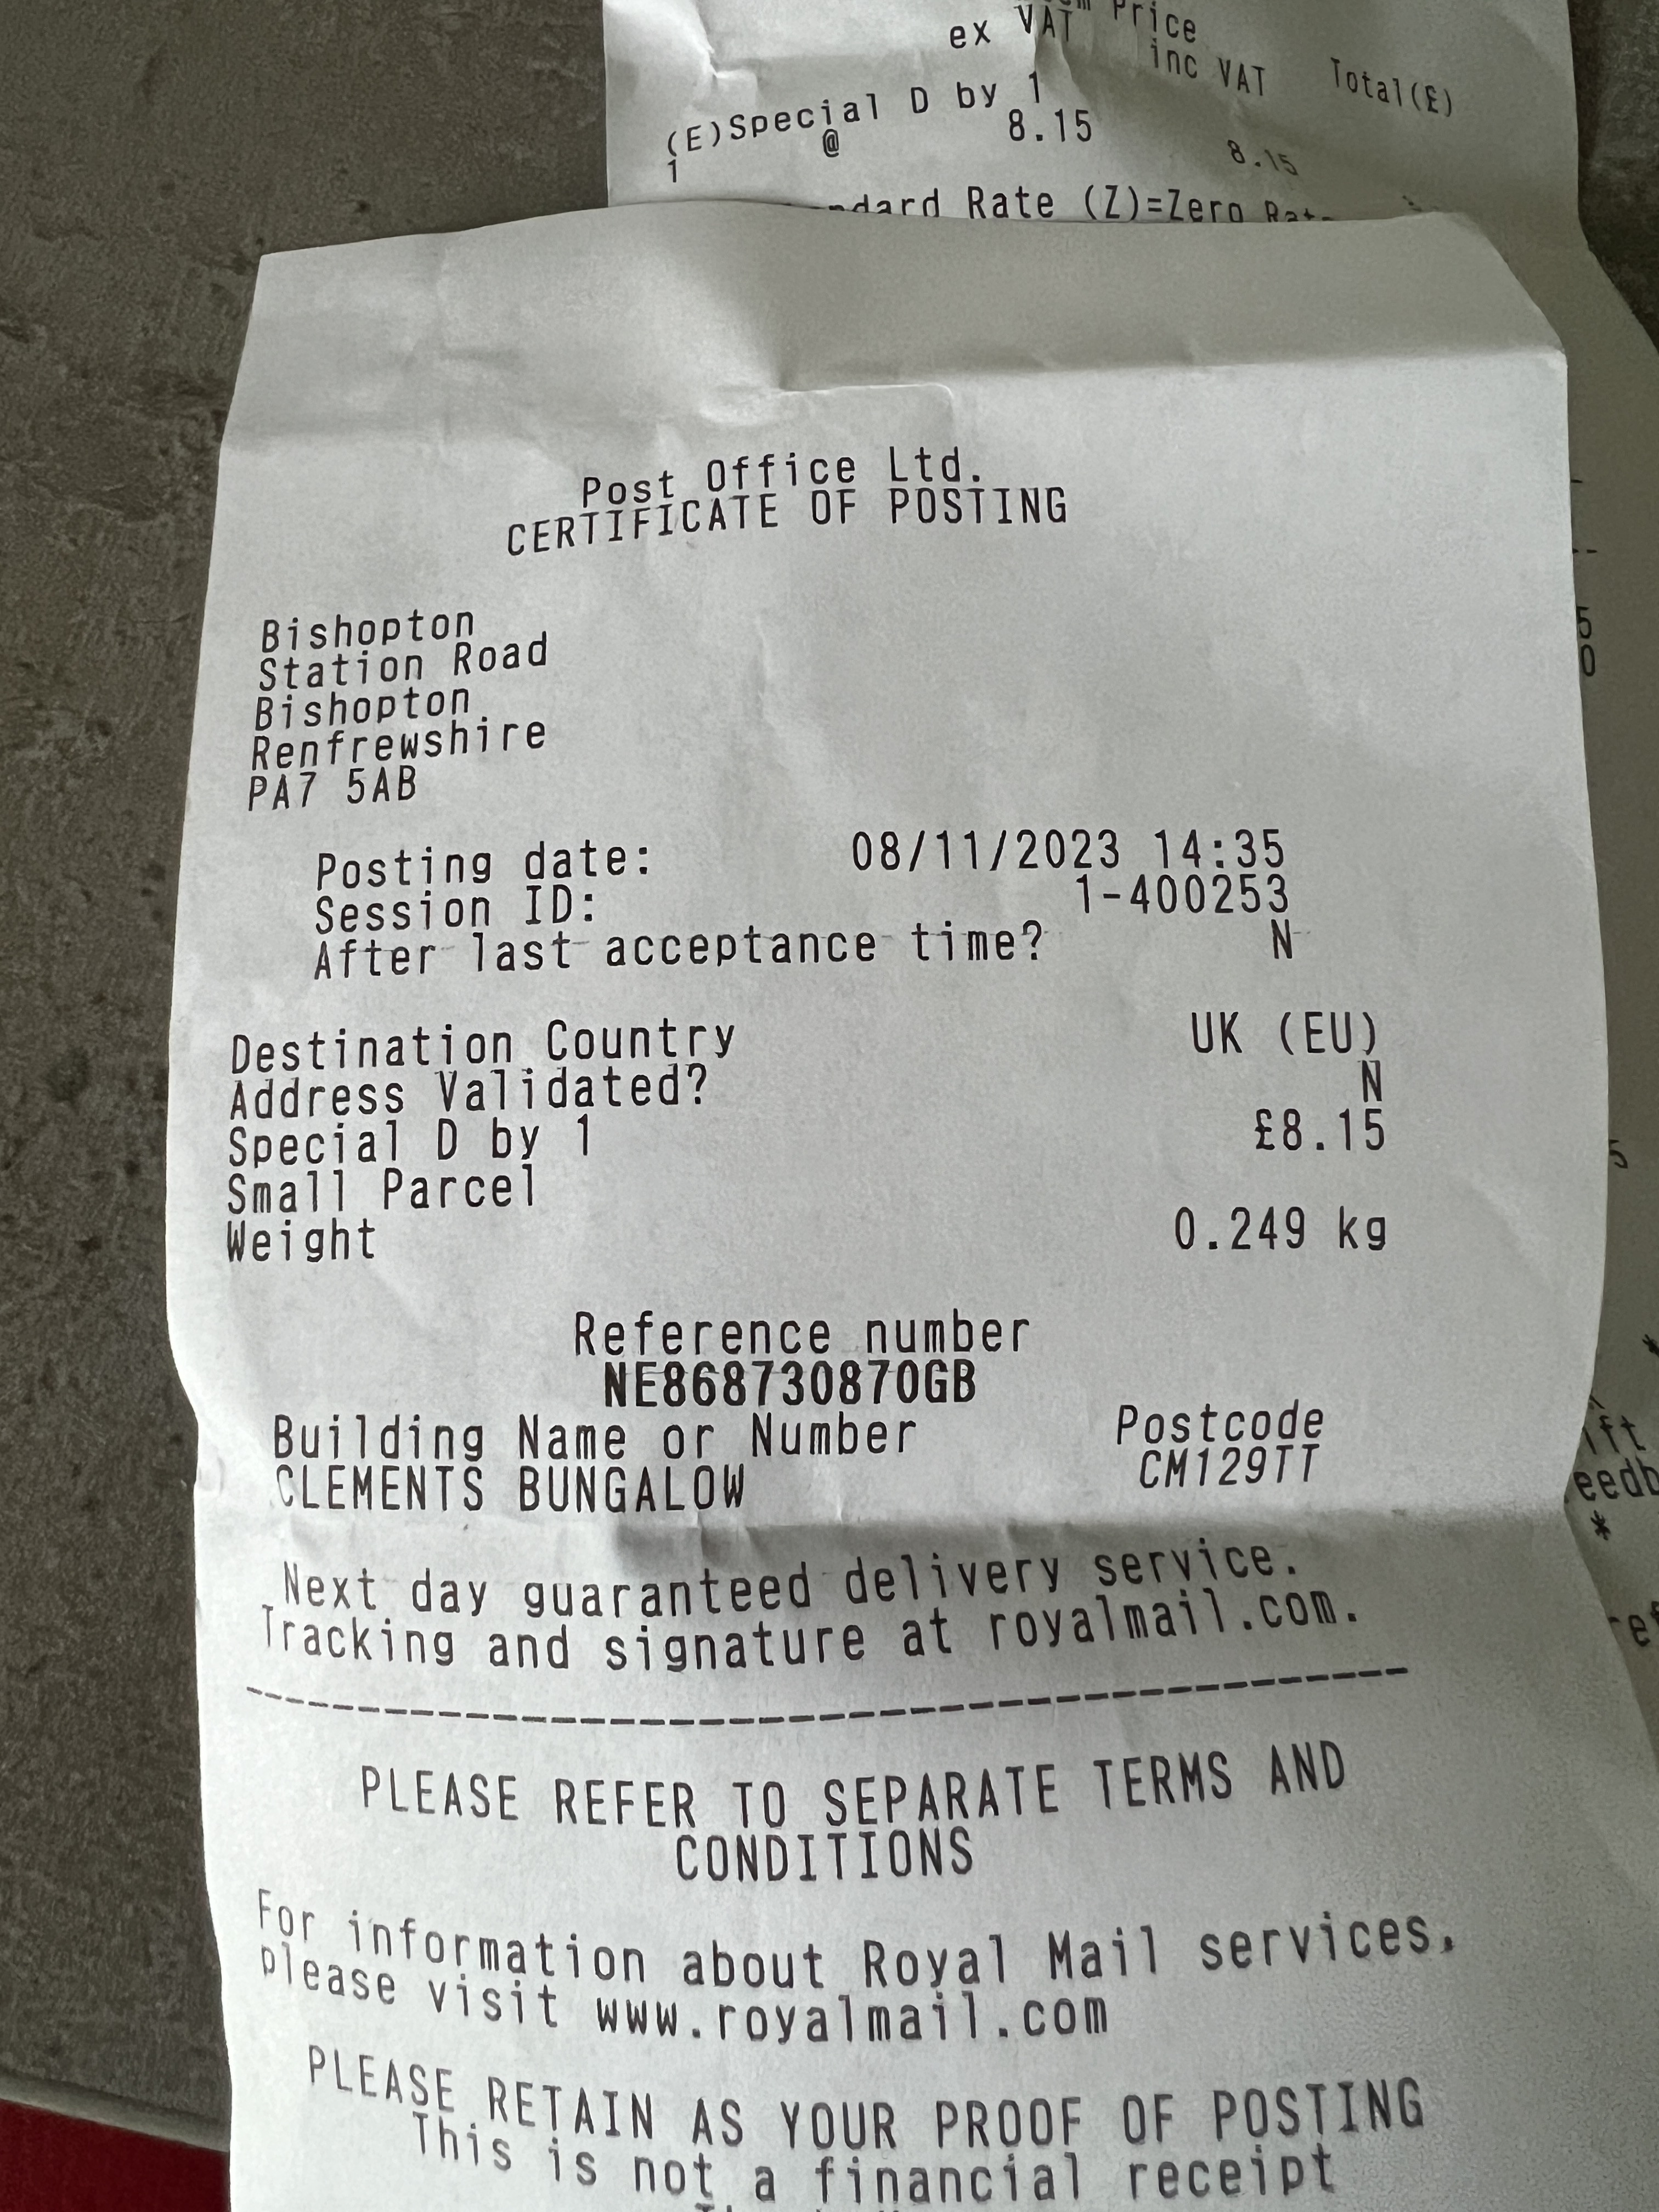 ex VAT Price
inc VAT Total(£)
(E)Special D by 1
1 @ 8.15 8.15
Rate (Z)=Zero
Post Office Ltd.
CERTIFICATE OF POSTING
Bishopton
Station Road
Bishopton
Renfrewshire
PA7 5AB
Posting date: 08/11/2023 14:35
Session ID: 1-400253
After last acceptance time? N
Destination Country UK (EU)
Address Validated? N
Special D by 1 £8.15
Small Parcel
Weight 0.249 kg
Reference number
NE868730870GB
Building Name or Number Postcode
CLEMENTS BUNGALOW CM129TT
Next day guaranteed delivery service.
Tracking and signature at royalmail.com.
PLEASE REFER TO SEPARATE TERMS AND
CONDITIONS
For information about Royal Mail services,
please visit www.royalmail.com
PLEASE RETAIN AS YOUR PROOF OF POSTING
This is not a financial receipt